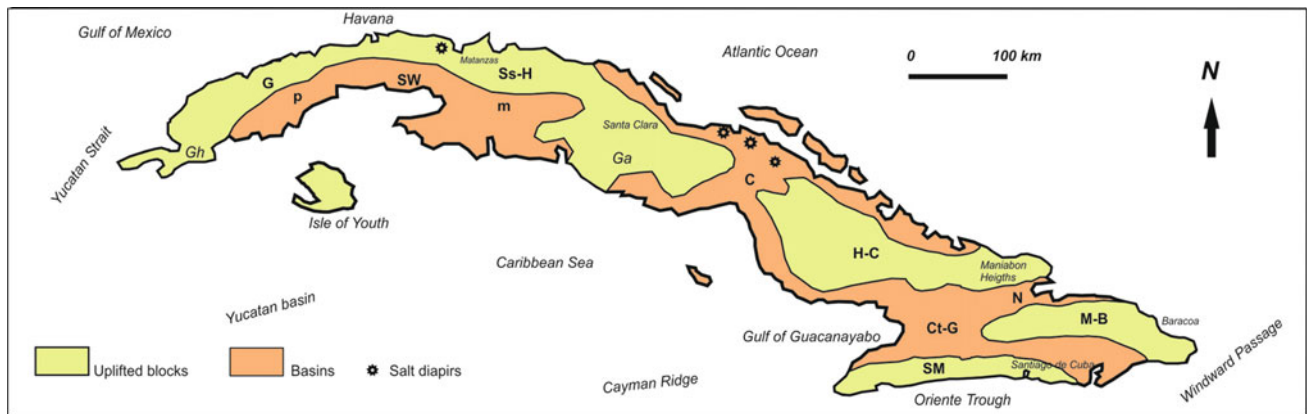 Gulf of Mexico
Havana
Atlantic Ocean
0
100 km
N
Matanzas
Ss-H
SW
G
p
m
Santa Clara
Gh
Ga
Yucatan Strait
C
Isle of Youth
Caribbean Sea
H-C
Maniabon
Heigths
Yucatan basin
N
Gulf of Guacanayabo
Ct-G
M-B
Baracoa
Windward Passage
Uplifted blocks
Basins
Salt diapirs
SM
Santiago de Cuba
Cayman Ridge
Oriente Trough